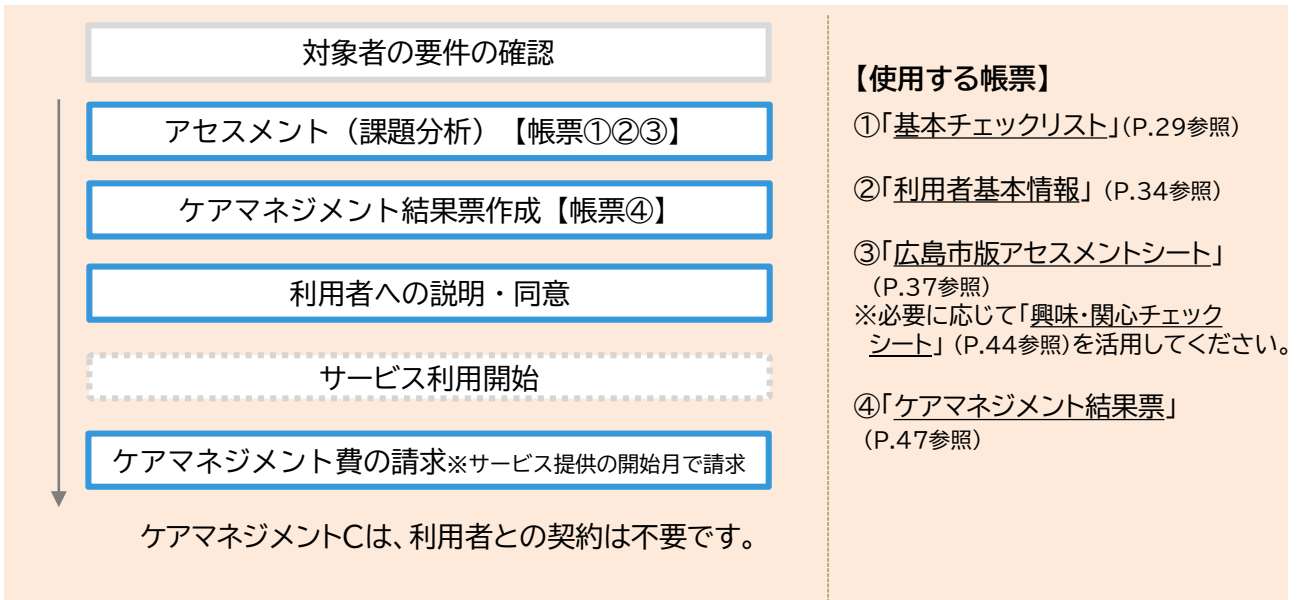 対象者の要件の確認
アセスメント（課題分析）【帳票①②③】
ケアマネジメント結果票作成【帳票④】
利用者への説明・同意
サービス利用開始
ケアマネジメント費の請求※サービス提供の開始月で請求
ケアマネジメントCは、利用者との契約は不要です。
【使用する帳票】
①「基本チェックリスト」(P.29参照)
②「利用者基本情報」(P.34参照)
③「広島市版アセスメントシート」
(P.37参照)
※必要に応じて「興味・関心チェック
シート」(P.44参照)を活用してください。
④「ケアマネジメント結果票」
(P.47参照)